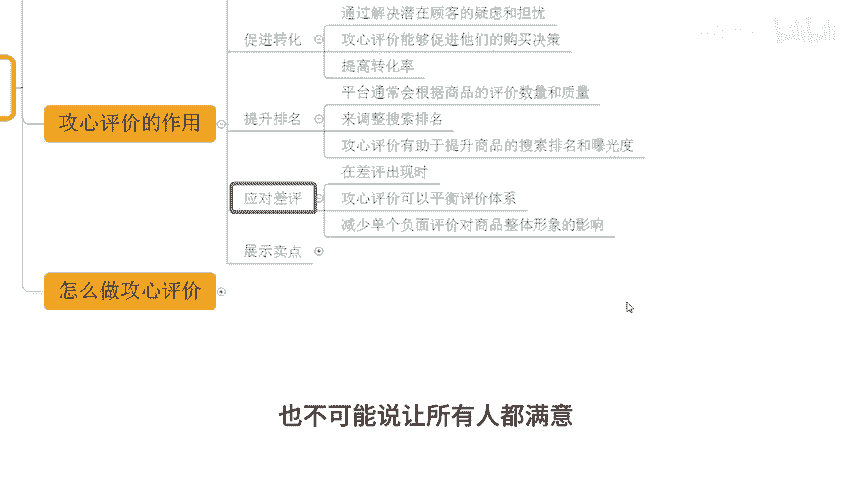 通过解决潜在顾客的疑虑和担忧
促进转化
攻心评价能够促进他们的购买决策
提高转化率
平台通常会根据商品的评价数量和质量
攻心评价的作用
提升排名
来调整搜索排名
攻心评价有助于提升商品的搜索排名和曝光度
在差评出现时
应对差评
攻心评价可以平衡评价体系
减少单个负面评价对商品整体形象的影响
展示卖点
怎么做攻心评价
也不可能说让所有人都满意